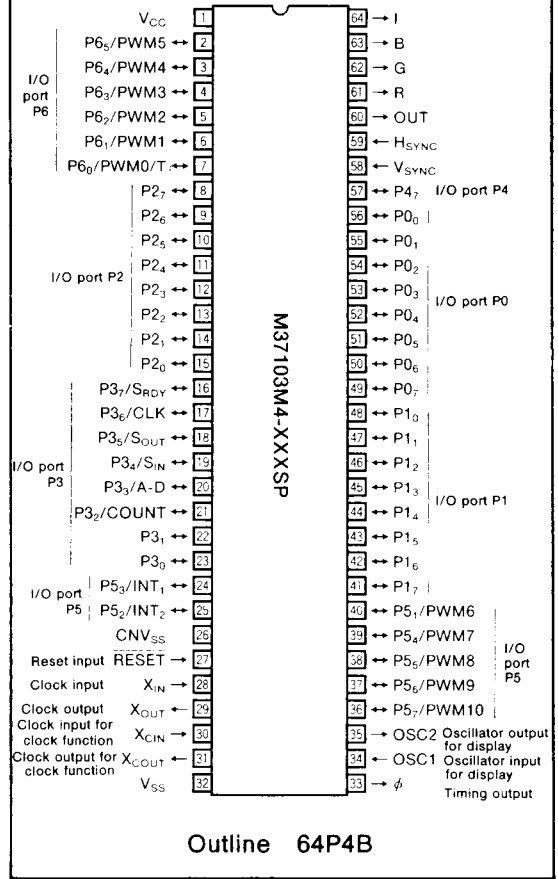 VCC 1
P65/PWM5 2
P64/PWM4 3
P63/PWM3 4
P62/PWM2 5
P61/PWM1 6
P60/PWM0/T 7
I/O
port
P6
P27 8
P26 9
P25 10
P24 11
P23 12
P22 13
P21 14
P20 15
I/O port P2
P37/SRDY 16
P36/CLK 17
P35/SOUT 18
P34/SIN 19
P33/A-D 20
P32/COUNT 21
P31 22
P30 23
I/O port
P3
P53/INT1 24
P52/INT2 25
I/O port
P5
CNVSS 26
Reset input RESET 27
Clock input XIN 28
Clock output XOUT 29
Clock input for
clock function
XCIN 30
Clock output for
clock function
XCOUT 31
VSS 32
M37103M4-XXXSP
64 I
63 B
62 G
61 R
60 OUT
59 HSYNC
58 VSYNC
57 P47 I/O port P4
56 P00
55 P01
54 P02
53 P03
52 P04
51 P05
50 P06
49 P07
I/O port P0
48 P10
47 P11
46 P12
45 P13
44 P14
43 P15
42 P16
41 P17
I/O port P1
40 P51/PWM6
39 P54/PWM7
38 P55/PWM8
37 P56/PWM9
36 P57/PWM10
I/O
port
P5
35 OSC2 Oscillator output
for display
34 OSC1 Oscillator input
for display
33 ϕ Timing output
Outline 64P4B